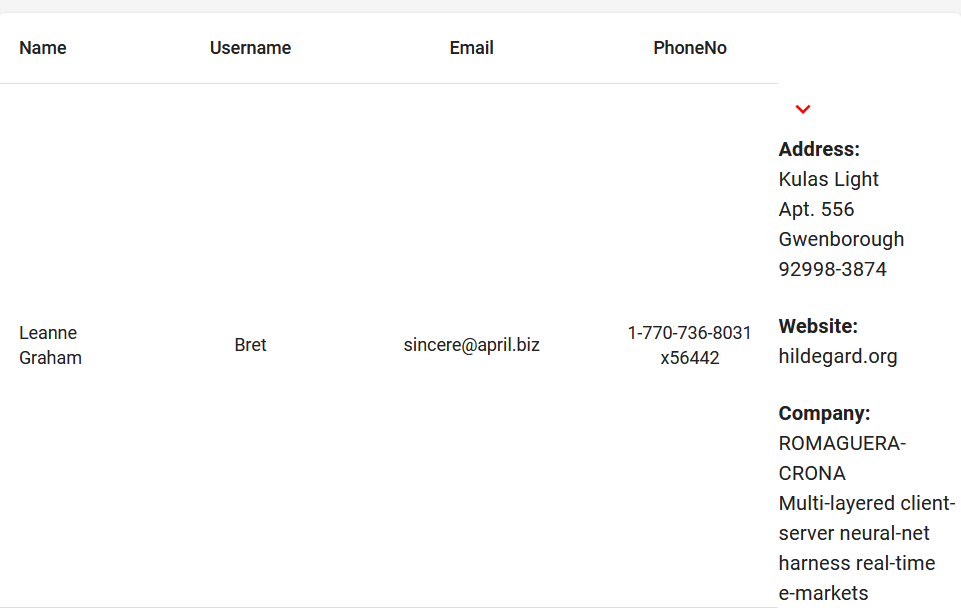 Name Username Email PhoneNo
Address:
Kulas Light
Apt. 556
Gwenborough
92998-3874
Leanne
Graham
Bret
sincere@april.biz
1-770-736-8031
x56442
Website:
hildegard.org
Company:
ROMAGUERA-
CRONA
Multi-layered client-
server neural-net
harness real-time
e-markets